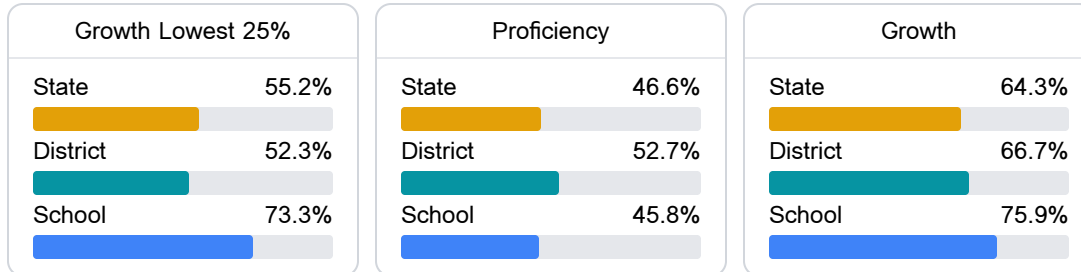 Growth Lowest 25%
State 55.2%
District 52.3%
School 73.3%
Proficiency
State 46.6%
District 52.7%
School 45.8%
Growth
State 64.3%
District 66.7%
School 75.9%